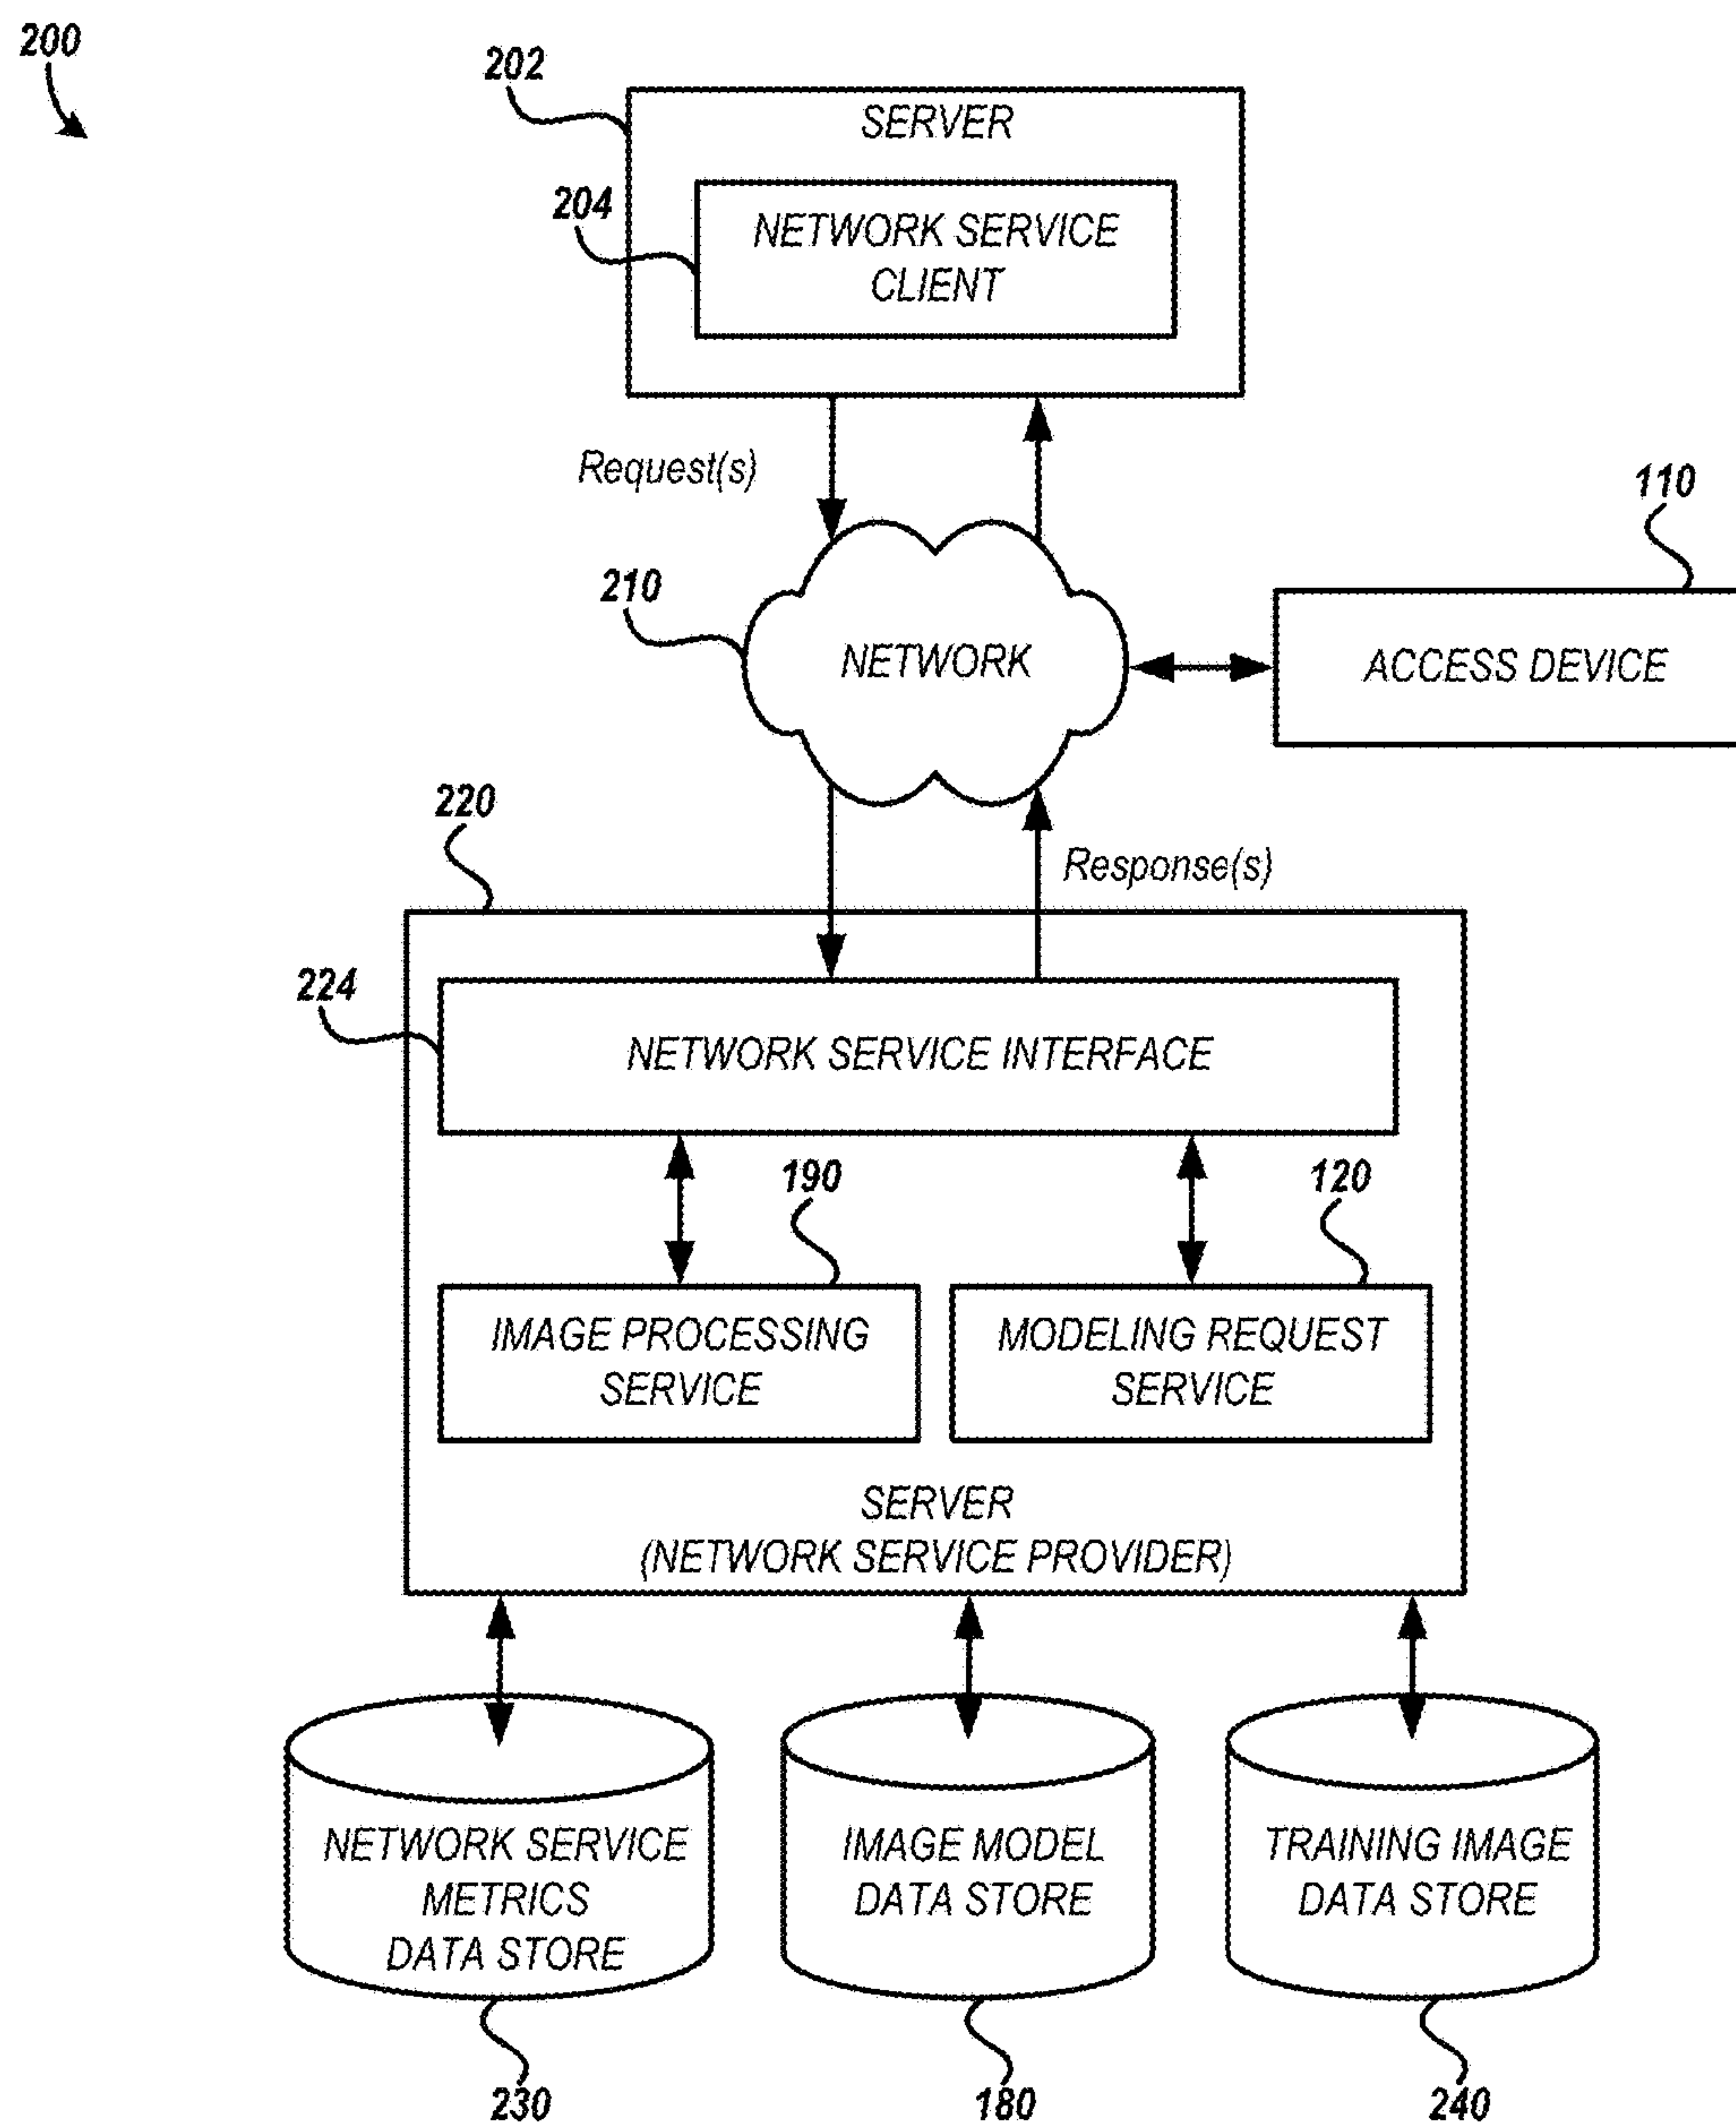 200
202
SERVER
204
NETWORK SERVICE
CLIENT
Request(s)
110
210
NETWORK
ACCESS DEVICE
220
Response(s)
224
NETWORK SERVICE INTERFACE
190
120
IMAGE PROCESSING
SERVICE
MODELING REQUEST
SERVICE
SERVER
(NETWORK SERVICE PROVIDER)
NETWORK SERVICE
METRICS
DATA STORE
IMAGE MODEL
DATA STORE
TRAINING IMAGE
DATA STORE
230
180
240